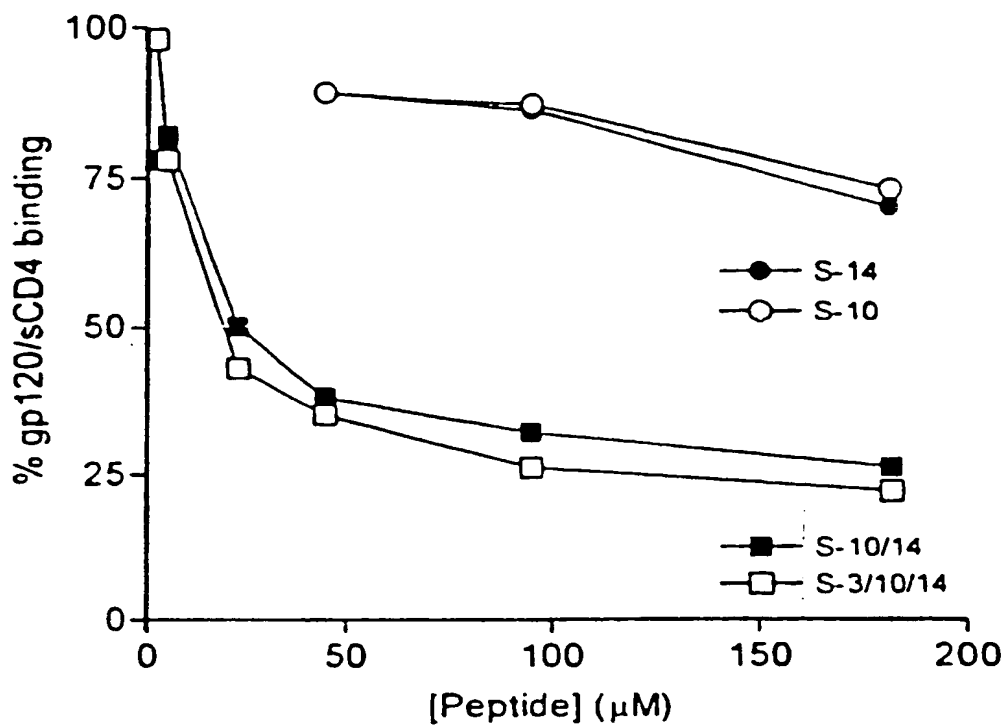 100
75
50
25
0
% gp120/sCD4 binding
S-14
S-10
S-10/14
S-3/10/14
0 50 100 150 200
[Peptide] (μM)